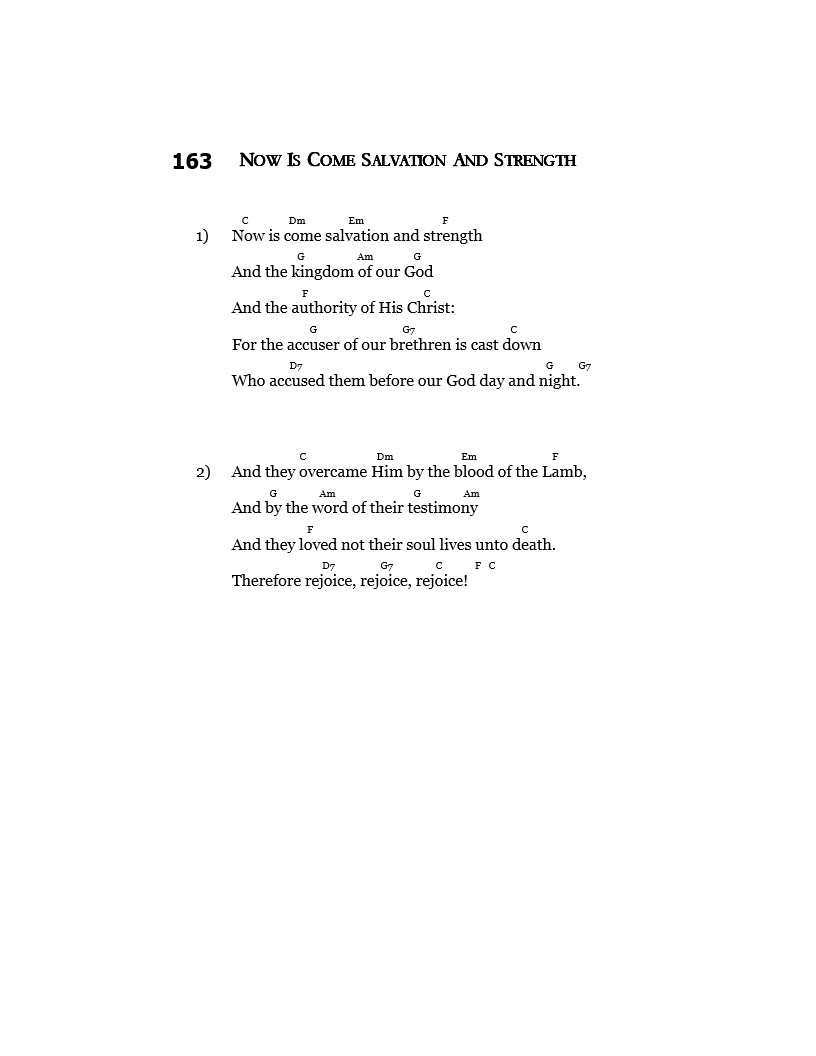 163 NOW IS COME SALVATION AND STRENGTH
C Dm Em F
1) Now is come salvation and strength
G Am G
And the kingdom of our God
F C
And the authority of His Christ:
G G7 C
For the accuser of our brethren is cast down
D7 G G7
Who accused them before our God day and night.
C Dm Em F
2) And they overcame Him by the blood of the Lamb,
G Am G Am
And by the word of their testimony
F C
And they loved not their soul lives unto death.
D7 G7 C F C
Therefore rejoice, rejoice, rejoice!